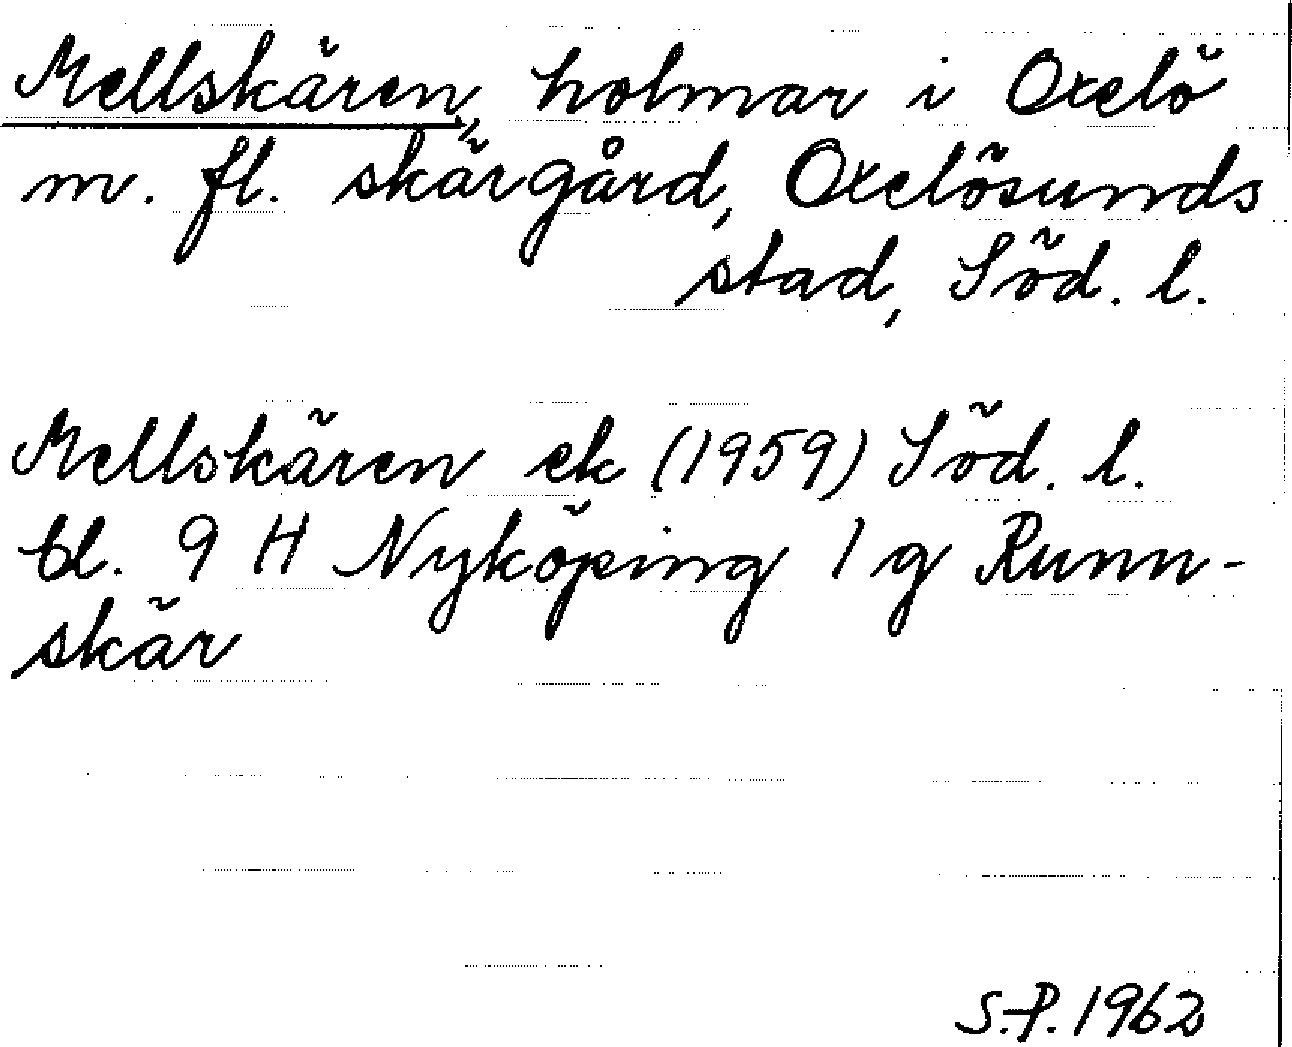 Mellskären, holmar i Oxelö
m. fl. skärgård, Oxelösunds
stad, Söd. l.
Mellskären ek (1959) Söd. l.
bl. 9 H Nyköping 1 g Runn-
skär
S.P. 1962